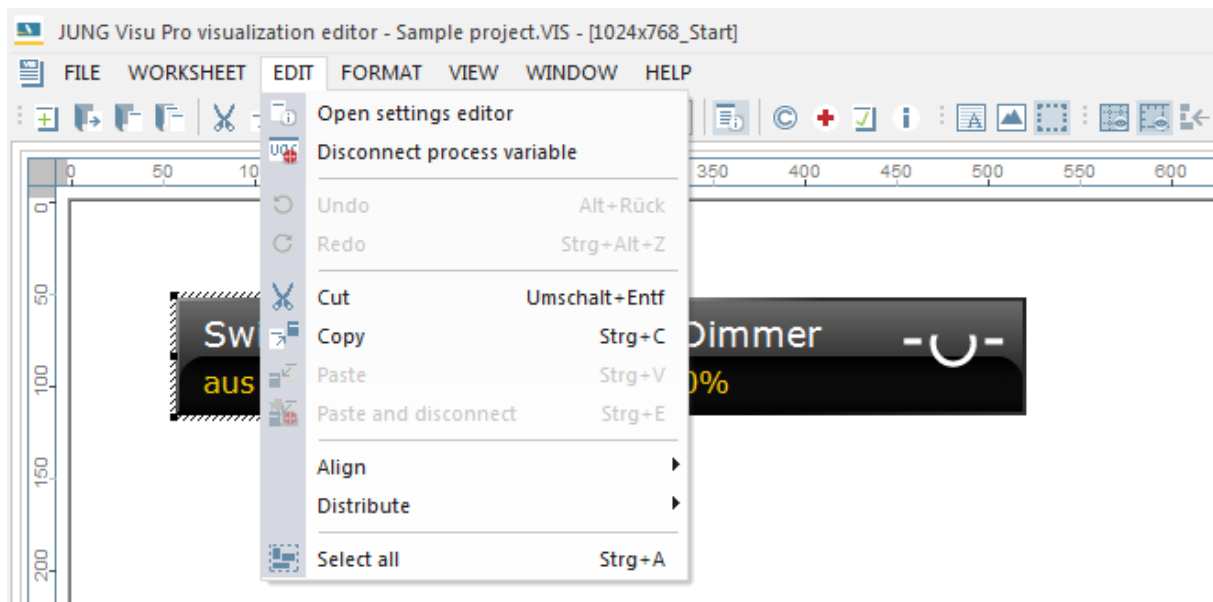 JUNG Visu Pro visualization editor - Sample project.VIS - [1024x768_Start]
FILE WORKSHEET EDIT FORMAT VIEW WINDOW HELP
Open settings editor
Disconnect process variable
0 50 10 350 400 450 500 550 600
Undo Alt+Rück
Redo Strg+Alt+Z
Cut Umschalt+Entf
Copy Strg+C
Paste Strg+V
Paste and disconnect Strg+E
Align
Distribute
Select all Strg+A
Swi Dimmer
aus 0%
0
50
100
150
200